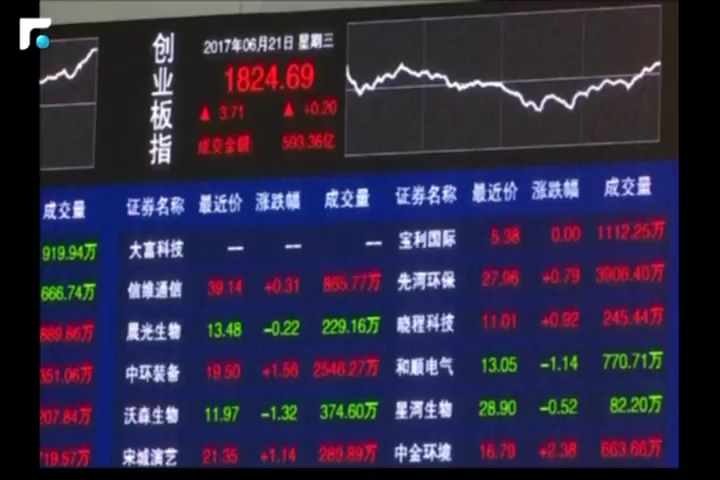 创业板指
2017年06月21日 星期三
1824.69
▲ 3.71 ▲ +0.20
成交金额: 593.36亿
成交量 证券名称 最近价 涨跌幅 成交量 证券名称 最近价 涨跌幅 成交量
919.94万 大富科技 -- -- -- 宝利国际 5.38 0.00 1112.25万
666.74万 信维通信 39.14 +0.31 865.77万 先河环保 27.96 +0.79 3906.40万
889.86万 晨光生物 13.48 -0.22 229.16万 晓程科技 11.01 +0.92 245.44万
351.06万 中环装备 19.50 +1.56 2546.27万 和顺电气 13.05 -1.14 770.71万
207.84万 沃森生物 11.97 -1.32 374.60万 星河生物 28.90 -0.52 82.20万
719.57万 宋城演艺 21.35 +1.14 289.89万 中金环境 16.79 +2.38 663.66万